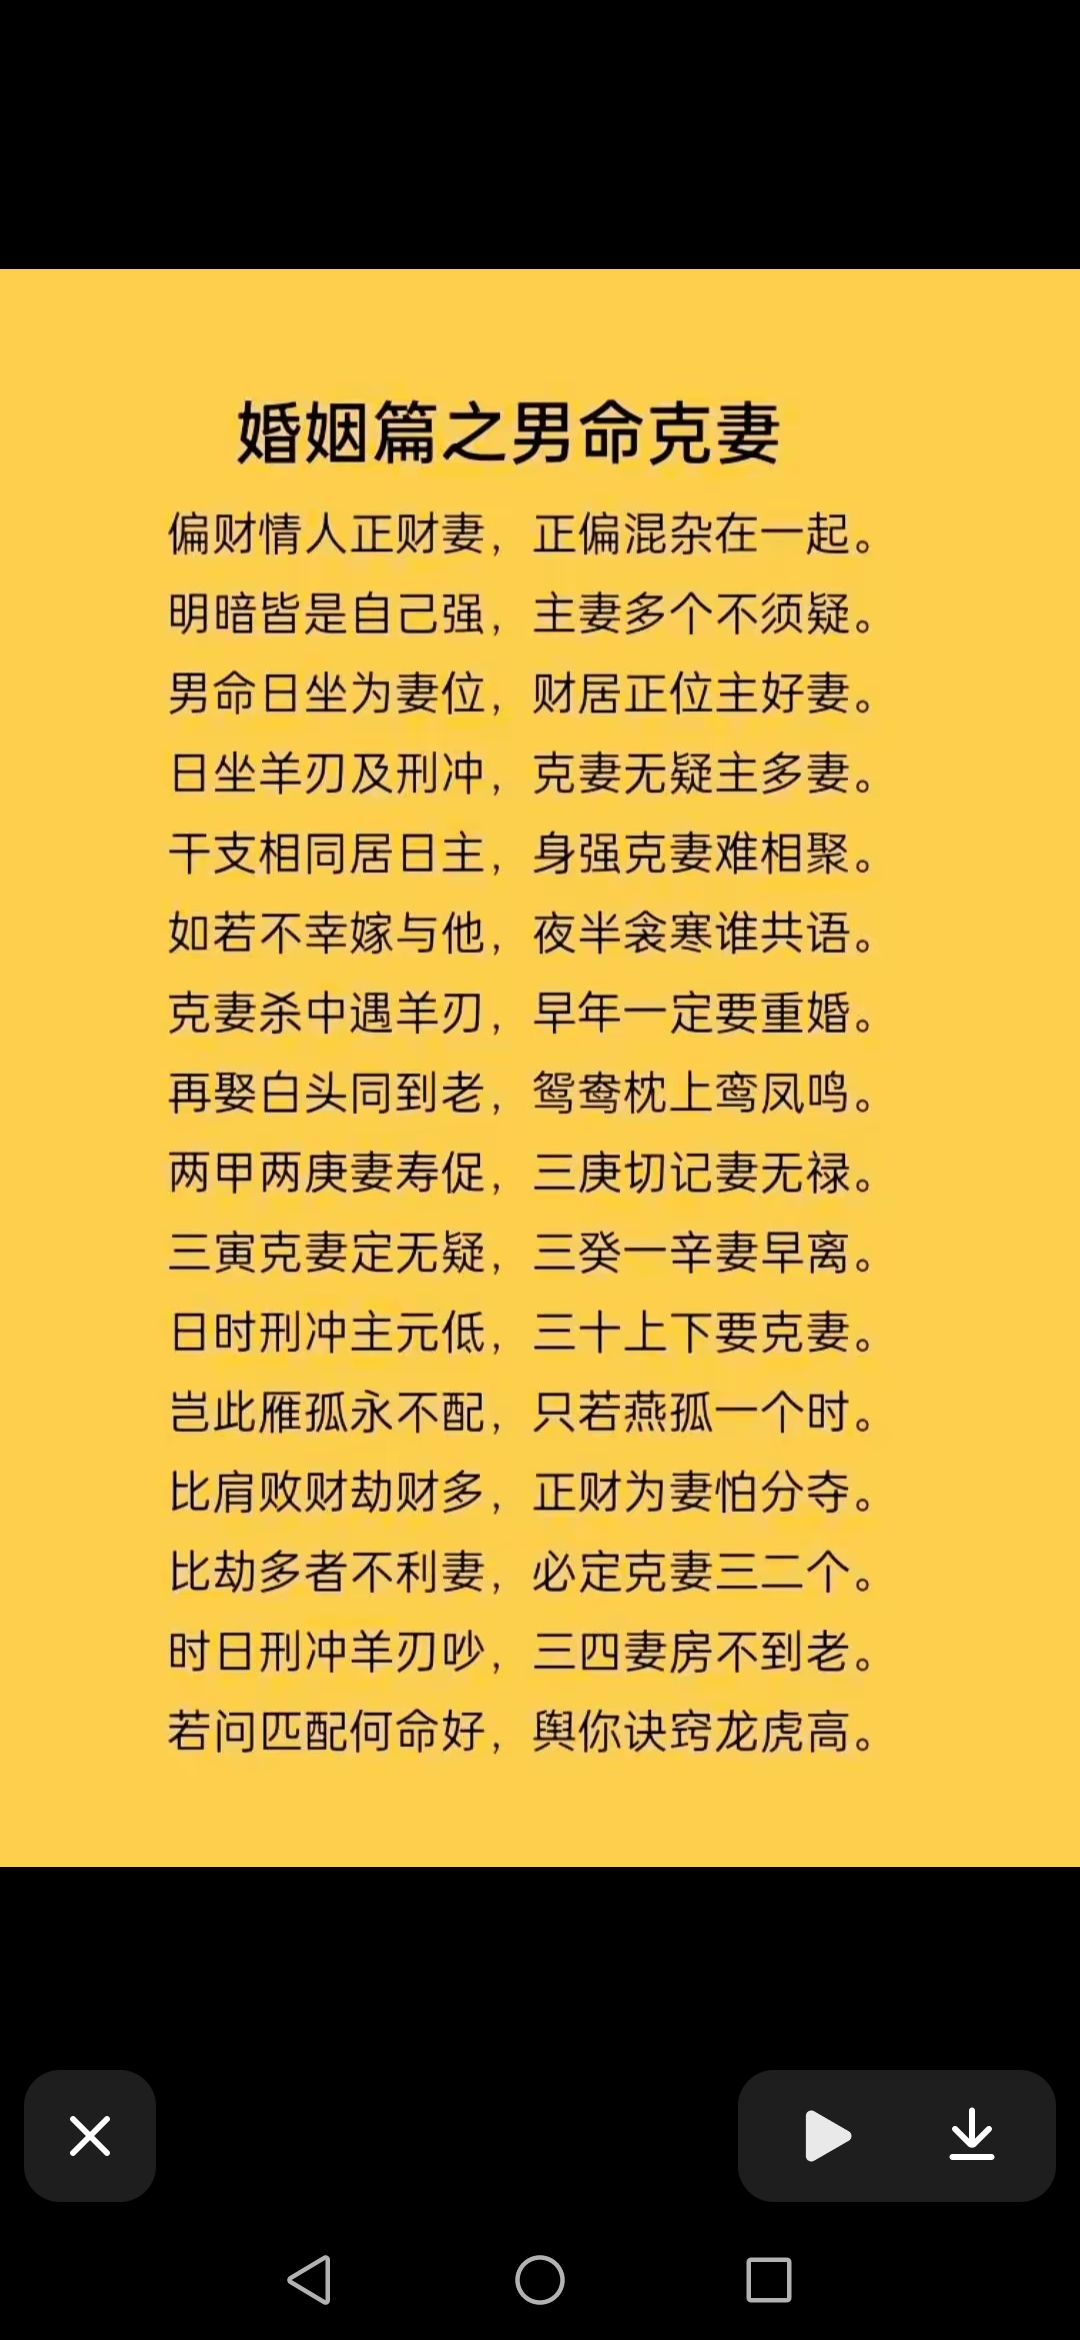 婚姻篇之男命克妻
偏财情人正财妻，正偏混杂在一起。
明暗皆是自己强，主妻多个不须疑。
男命日坐为妻位，财居正位主好妻。
日坐羊刃及刑冲，克妻无疑主多妻。
干支相同居日主，身强克妻难相聚。
如若不幸嫁与他，夜半衾寒谁共语。
克妻杀中遇羊刃，早年一定要重婚。
再娶白头同到老，鸳鸯枕上鸾凤鸣。
两甲两庚妻寿促，三庚切记妻无禄。
三寅克妻定无疑，三癸一辛妻早离。
日时刑冲主元低，三十上下要克妻。
岂此雁孤永不配，只若燕孤一个时。
比肩败财劫财多，正财为妻怕分夺。
比劫多者不利妻，必定克妻三二个。
时日刑冲羊刃吵，三四妻房不到老。
若问匹配何命好，舆你诀窍龙虎高。